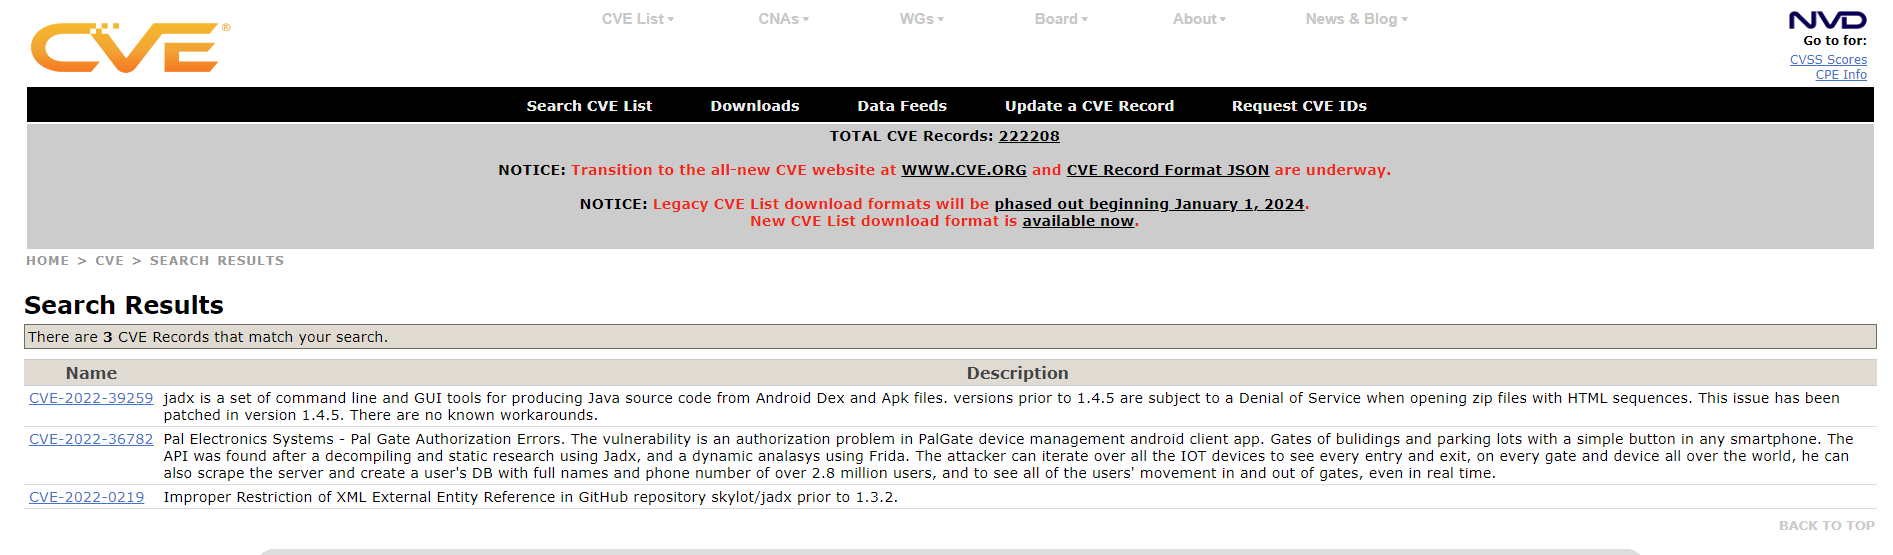 CVE®
CVE List▾ CNAs▾ WGs▾ Board▾ About▾ News & Blog▾
NVD
Go to for:
CVSS Scores
CPE Info
Search CVE List Downloads Data Feeds Update a CVE Record Request CVE IDs
TOTAL CVE Records: 222208
NOTICE: Transition to the all-new CVE website at WWW.CVE.ORG and CVE Record Format JSON are underway.
NOTICE: Legacy CVE List download formats will be phased out beginning January 1, 2024.
New CVE List download format is available now.
HOME > CVE > SEARCH RESULTS
Search Results
There are 3 CVE Records that match your search.
Name Description
CVE-2022-39259 jadx is a set of command line and GUI tools for producing Java source code from Android Dex and Apk files. versions prior to 1.4.5 are subject to a Denial of Service when opening zip files with HTML sequences. This issue has been
patched in version 1.4.5. There are no known workarounds.
CVE-2022-36782 Pal Electronics Systems - Pal Gate Authorization Errors. The vulnerability is an authorization problem in PalGate device management android client app. Gates of bulidings and parking lots with a simple button in any smartphone. The
API was found after a decompiling and static research using Jadx, and a dynamic analasys using Frida. The attacker can iterate over all the IOT devices to see every entry and exit, on every gate and device all over the world, he can
also scrape the server and create a user's DB with full names and phone number of over 2.8 million users, and to see all of the users' movement in and out of gates, even in real time.
CVE-2022-0219 Improper Restriction of XML External Entity Reference in GitHub repository skylot/jadx prior to 1.3.2.
BACK TO TOP